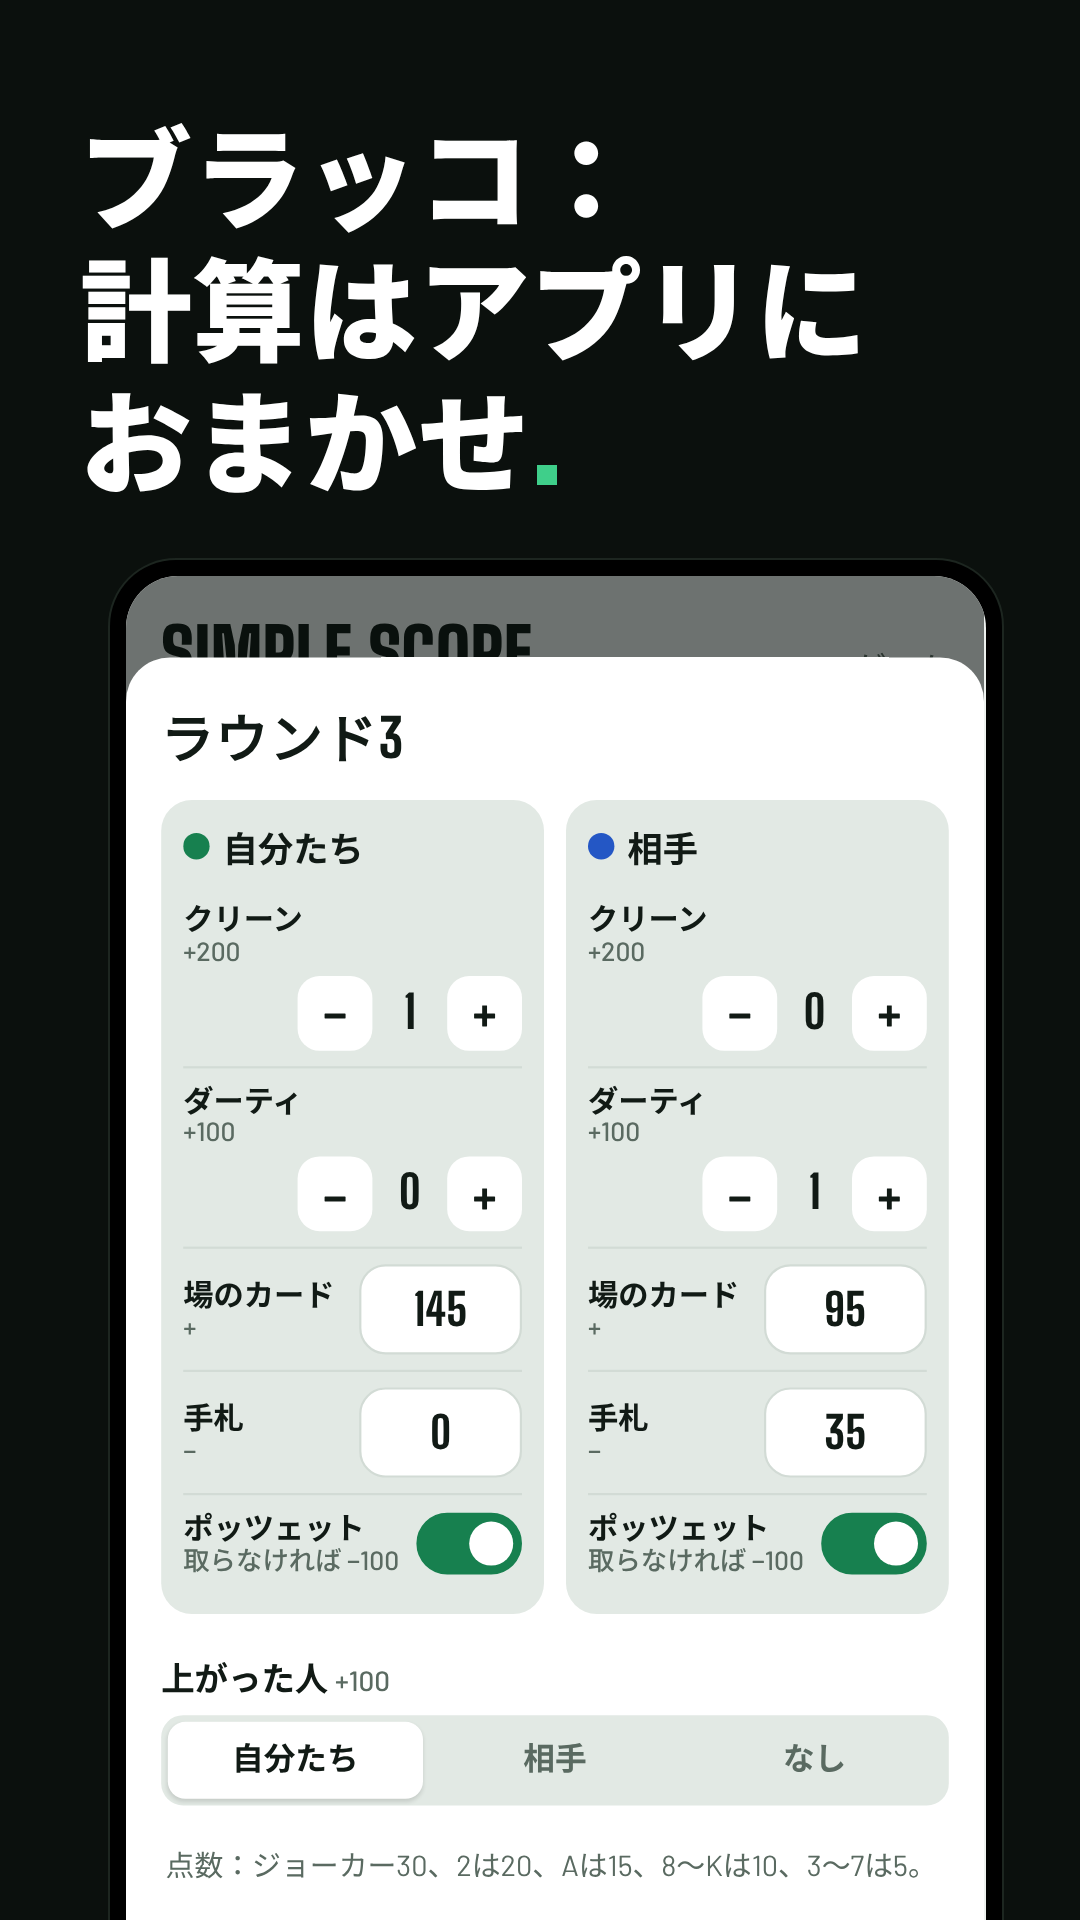 ブラッコ：
計算はアプリに
おまかせ.
SIMPLE SCORE
ラウンド3
自分たち
クリーン
+200
− 1 +
ダーティ
+100
− 0 +
場のカード
+
145
手札
−
0
ポッツェット
取らなければ −100
相手
クリーン
+200
− 0 +
ダーティ
+100
− 1 +
場のカード
+
95
手札
−
35
ポッツェット
取らなければ −100
上がった人 +100
自分たち 相手 なし
点数：ジョーカー30、2は20、Aは15、8〜Kは10、3〜7は5。